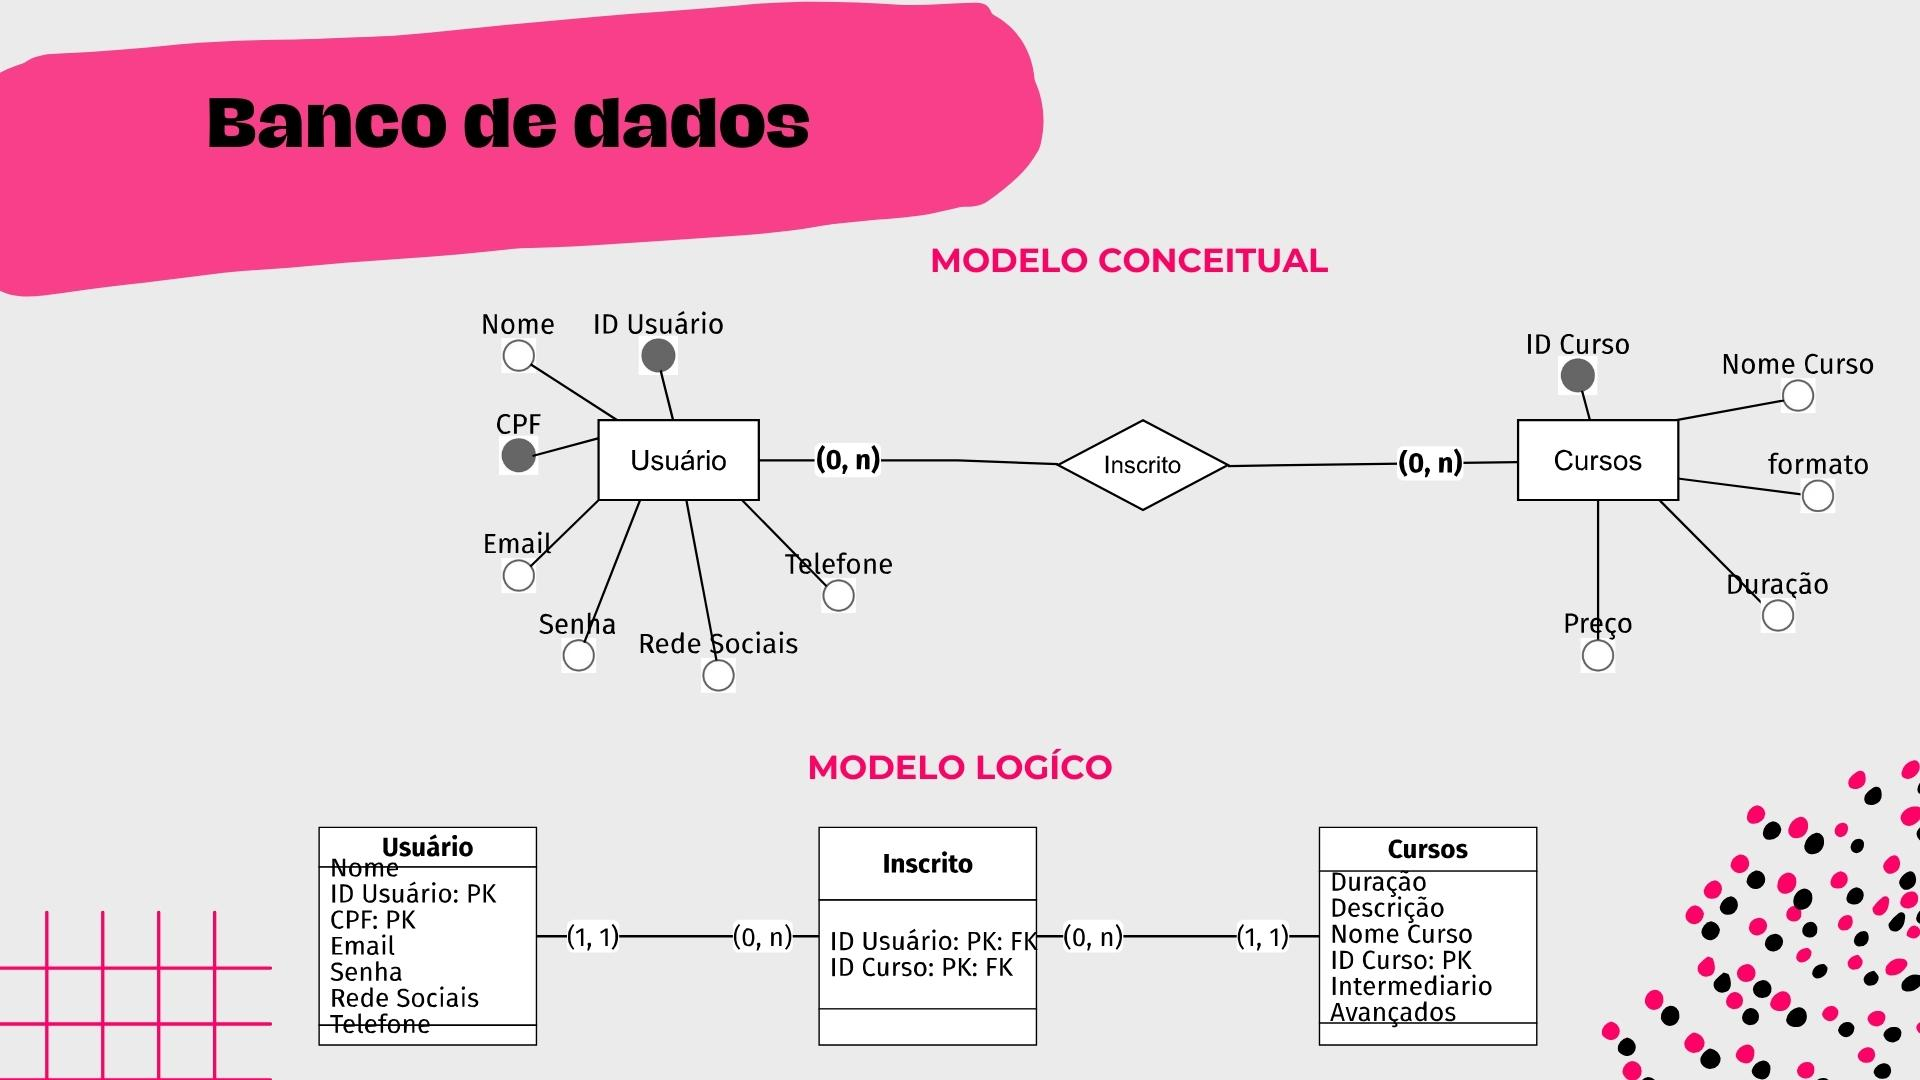 Banco de dados
MODELO CONCEITUAL
Nome
ID Usuário
CPF
Usuário
(0, n)
Inscrito
(0, n)
Cursos
ID Curso
Nome Curso
formato
Email
Telefone
Senha
Rede Sociais
Duração
Preço
MODELO LOGÍCO
Usuário
Nome
ID Usuário: PK
CPF: PK
Email
Senha
Rede Sociais
Telefone
(1, 1)
(0, n)
Inscrito
ID Usuário: PK: FK
ID Curso: PK: FK
(0, n)
(1, 1)
Cursos
Duração
Descrição
Nome Curso
ID Curso: PK
Intermediario
Avançados